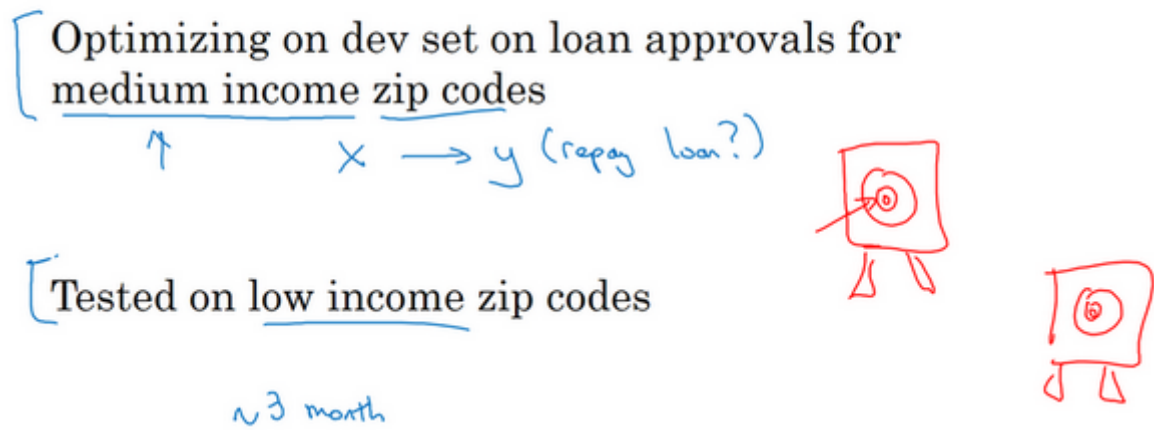 Optimizing on dev set on loan approvals for
medium income zip codes
x → y (repay loan?)
Tested on low income zip codes
~3 month